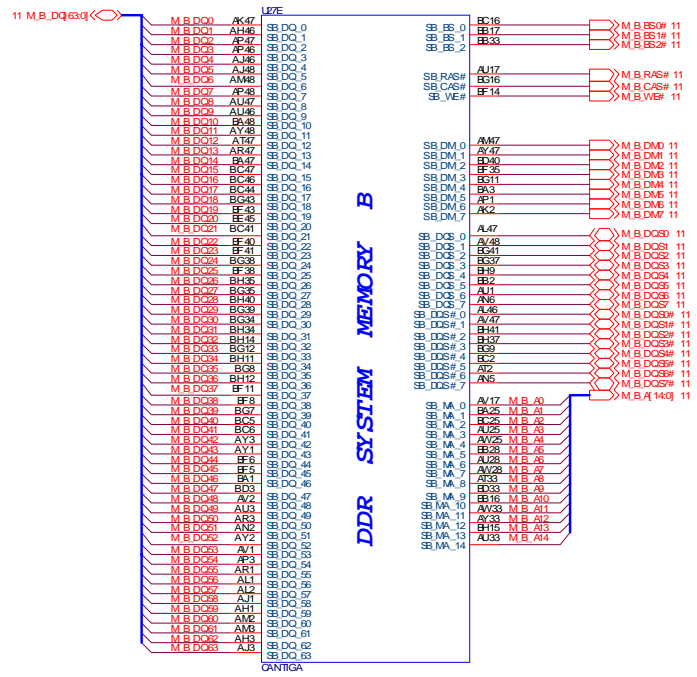 11 M_B_DQ[63:0]
U27E
M_B_DQ0 AK47 SB_DQ_0
M_B_DQ1 AH46 SB_DQ_1
M_B_DQ2 AP47 SB_DQ_2
M_B_DQ3 AP46 SB_DQ_3
M_B_DQ4 AJ46 SB_DQ_4
M_B_DQ5 AJ48 SB_DQ_5
M_B_DQ6 AM48 SB_DQ_6
M_B_DQ7 AP48 SB_DQ_7
M_B_DQ8 AU47 SB_DQ_8
M_B_DQ9 AU46 SB_DQ_9
M_B_DQ10 BA48 SB_DQ_10
M_B_DQ11 AY48 SB_DQ_11
M_B_DQ12 AT47 SB_DQ_12
M_B_DQ13 AR47 SB_DQ_13
M_B_DQ14 BA47 SB_DQ_14
M_B_DQ15 BC47 SB_DQ_15
M_B_DQ16 BC46 SB_DQ_16
M_B_DQ17 BC44 SB_DQ_17
M_B_DQ18 BG43 SB_DQ_18
M_B_DQ19 BF43 SB_DQ_19
M_B_DQ20 BE45 SB_DQ_20
M_B_DQ21 BC41 SB_DQ_21
M_B_DQ22 BF40 SB_DQ_22
M_B_DQ23 BF41 SB_DQ_23
M_B_DQ24 BG38 SB_DQ_24
M_B_DQ25 BF38 SB_DQ_25
M_B_DQ26 BH35 SB_DQ_26
M_B_DQ27 BG35 SB_DQ_27
M_B_DQ28 BH40 SB_DQ_28
M_B_DQ29 BG39 SB_DQ_29
M_B_DQ30 BG34 SB_DQ_30
M_B_DQ31 BH34 SB_DQ_31
M_B_DQ32 BH14 SB_DQ_32
M_B_DQ33 BG12 SB_DQ_33
M_B_DQ34 BH11 SB_DQ_34
M_B_DQ35 BG8 SB_DQ_35
M_B_DQ36 BH12 SB_DQ_36
M_B_DQ37 BF11 SB_DQ_37
M_B_DQ38 BF8 SB_DQ_38
M_B_DQ39 BG7 SB_DQ_39
M_B_DQ40 BC5 SB_DQ_40
M_B_DQ41 BC6 SB_DQ_41
M_B_DQ42 AY3 SB_DQ_42
M_B_DQ43 AY1 SB_DQ_43
M_B_DQ44 BF6 SB_DQ_44
M_B_DQ45 BF5 SB_DQ_45
M_B_DQ46 BA1 SB_DQ_46
M_B_DQ47 BD3 SB_DQ_47
M_B_DQ48 AV2 SB_DQ_48
M_B_DQ49 AU3 SB_DQ_49
M_B_DQ50 AR3 SB_DQ_50
M_B_DQ51 AN2 SB_DQ_51
M_B_DQ52 AY2 SB_DQ_52
M_B_DQ53 AV1 SB_DQ_53
M_B_DQ54 AP3 SB_DQ_54
M_B_DQ55 AR1 SB_DQ_55
M_B_DQ56 AL1 SB_DQ_56
M_B_DQ57 AL2 SB_DQ_57
M_B_DQ58 AJ1 SB_DQ_58
M_B_DQ59 AH1 SB_DQ_59
M_B_DQ60 AM2 SB_DQ_60
M_B_DQ61 AM3 SB_DQ_61
M_B_DQ62 AH3 SB_DQ_62
M_B_DQ63 AJ3 SB_DQ_63
CANTIGA
DDR SYSTEM MEMORY B
SB_BS_0 BC16 M_B_BS0# 11
SB_BS_1 BB17 M_B_BS1# 11
SB_BS_2 BB33 M_B_BS2# 11
SB_RAS# AU17 M_B_RAS# 11
SB_CAS# BG16 M_B_CAS# 11
SB_WE# BF14 M_B_WE# 11
SB_DM_0 AM47 M_B_DM0 11
SB_DM_1 AY47 M_B_DM1 11
SB_DM_2 BD40 M_B_DM2 11
SB_DM_3 BF35 M_B_DM3 11
SB_DM_4 BG11 M_B_DM4 11
SB_DM_5 BA3 M_B_DM5 11
SB_DM_6 AP1 M_B_DM6 11
SB_DM_7 AK2 M_B_DM7 11
SB_DQS_0 AL47 M_B_DQS0 11
SB_DQS_1 AV48 M_B_DQS1 11
SB_DQS_2 BG41 M_B_DQS2 11
SB_DQS_3 BG37 M_B_DQS3 11
SB_DQS_4 BH9 M_B_DQS4 11
SB_DQS_5 BB2 M_B_DQS5 11
SB_DQS_6 AU1 M_B_DQS6 11
SB_DQS_7 AN6 M_B_DQS7 11
SB_DQS#_0 AL46 M_B_DQS0# 11
SB_DQS#_1 AV47 M_B_DQS1# 11
SB_DQS#_2 BH41 M_B_DQS2# 11
SB_DQS#_3 BH37 M_B_DQS3# 11
SB_DQS#_4 BG9 M_B_DQS4# 11
SB_DQS#_5 BC2 M_B_DQS5# 11
SB_DQS#_6 AT2 M_B_DQS6# 11
SB_DQS#_7 AN5 M_B_DQS7# 11
M_B_A[14:0] 11
SB_MA_0 AV17 M_B_A0
SB_MA_1 BA25 M_B_A1
SB_MA_2 BC25 M_B_A2
SB_MA_3 AU25 M_B_A3
SB_MA_4 AW25 M_B_A4
SB_MA_5 BB28 M_B_A5
SB_MA_6 AU28 M_B_A6
SB_MA_7 AW28 M_B_A7
SB_MA_8 AT33 M_B_A8
SB_MA_9 BD33 M_B_A9
SB_MA_10 BB16 M_B_A10
SB_MA_11 AW33 M_B_A11
SB_MA_12 AY33 M_B_A12
SB_MA_13 BH15 M_B_A13
SB_MA_14 AU33 M_B_A14